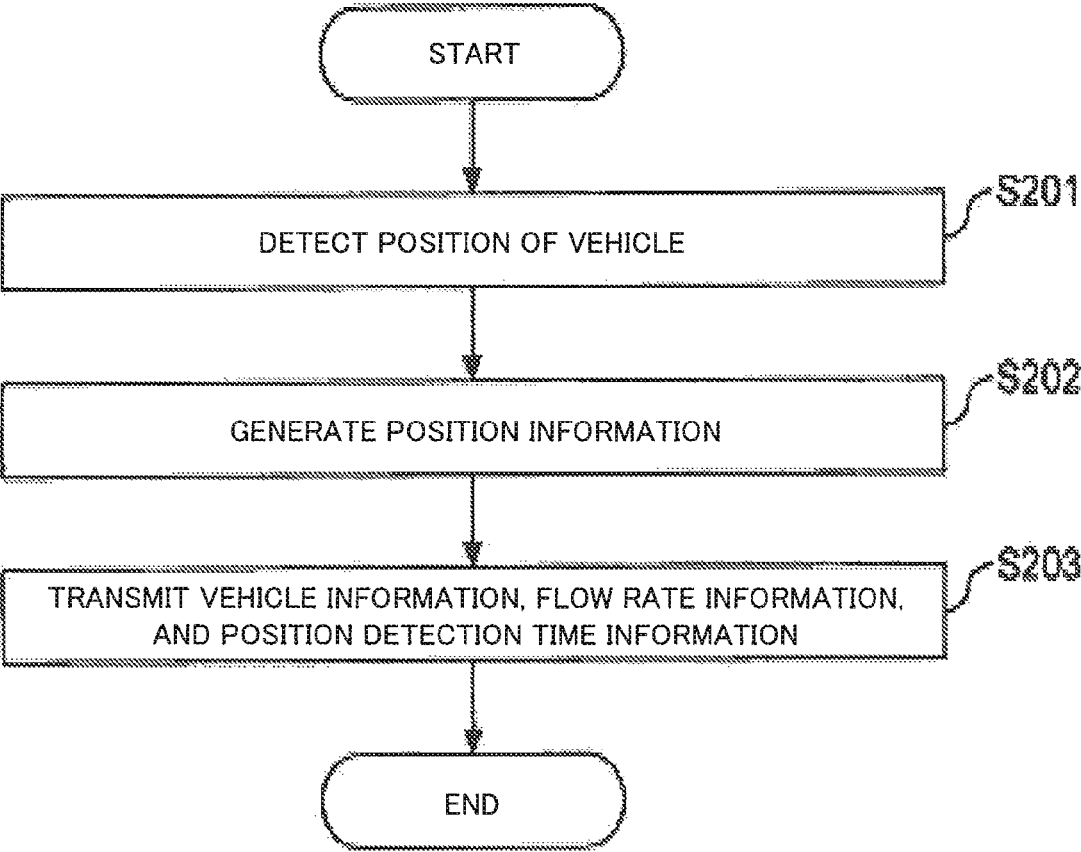 START
S201
DETECT POSITION OF VEHICLE
S202
GENERATE POSITION INFORMATION
S203
TRANSMIT VEHICLE INFORMATION, FLOW RATE INFORMATION,
AND POSITION DETECTION TIME INFORMATION
END